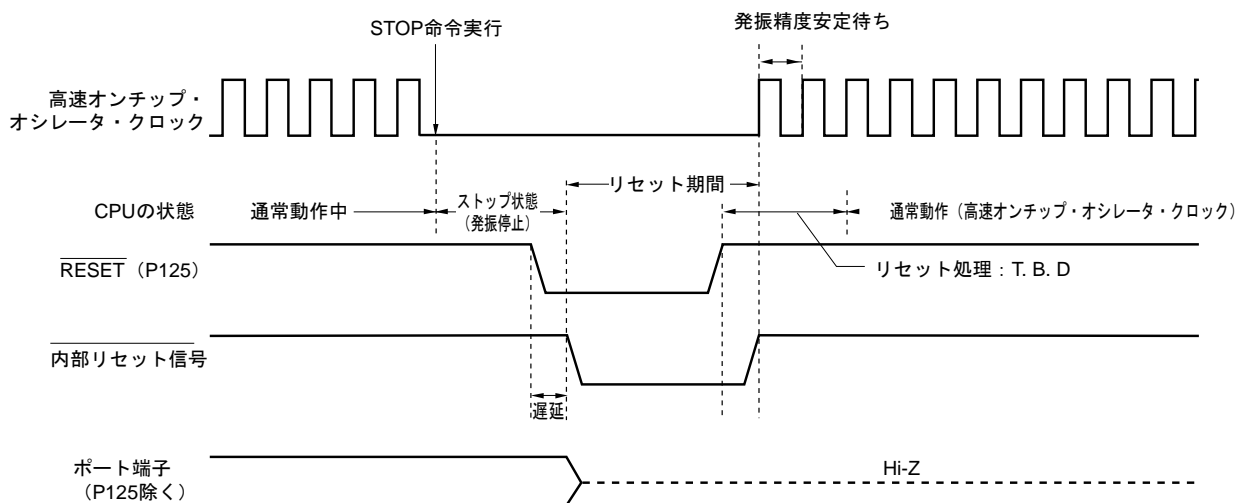 STOP命令実行
発振精度安定待ち
高速オンチップ・
オシレータ・クロック
リセット期間
CPUの状態
通常動作中
ストップ状態
(発振停止)
通常動作(高速オンチップ・オシレータ・クロック)
RESET(P125)
リセット処理:T. B. D
内部リセット信号
遅延
ポート端子
(P125除く)
Hi-Z